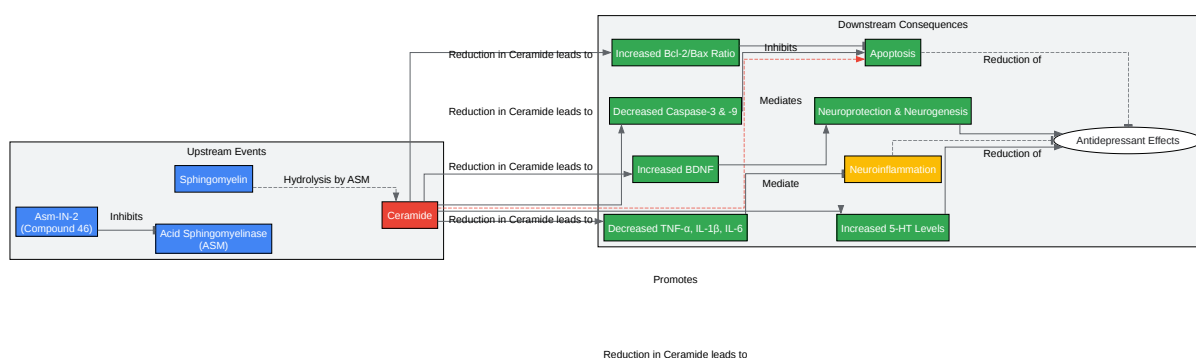 Downstream Consequences
Increased Bcl-2/Bax Ratio
Inhibits
Apoptosis
Reduction in Ceramide leads to
Reduction of
Reduction in Ceramide leads to
Decreased Caspase-3 & -9
Mediates
Neuroprotection & Neurogenesis
Antidepressant Effects
Upstream Events
Sphingomyelin
Hydrolysis by ASM
Reduction in Ceramide leads to
Increased BDNF
Mediate
Neuroinflammation
Reduction of
Asm-IN-2
(Compound 46)
Inhibits
Acid Sphingomyelinase
(ASM)
Ceramide
Reduction in Ceramide leads to
Decreased TNF-α, IL-1β, IL-6
Increased 5-HT Levels
Promotes
Reduction in Ceramide leads to